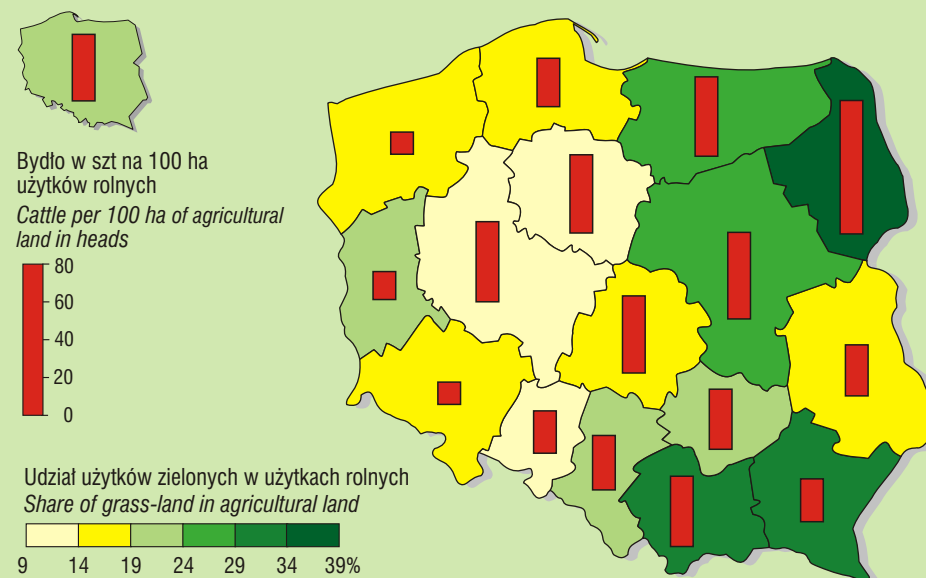 Bydło w szt na 100 ha
użytków rolnych
Cattle per 100 ha of agricultural
land in heads
80
60
40
20
0
Udział użytków zielonych w użytkach rolnych
Share of grass-land in agricultural land
9 14 19 24 29 34 39%